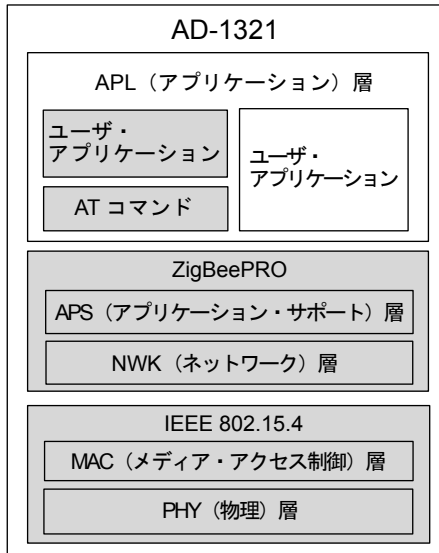 AD-1321
APL（アプリケーション）層
ユーザ・
アプリケーション
AT コマンド
ユーザ・
アプリケーション
ZigBeePRO
APS（アプリケーション・サポート）層
NWK（ネットワーク）層
IEEE 802.15.4
MAC（メディア・アクセス制御）層
PHY（物理）層